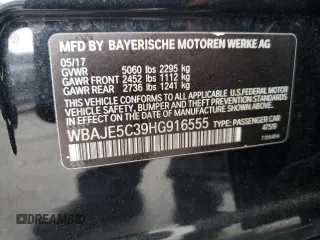 MFD BY BAYERISCHE MOTOREN WERKE AG
05/17
GVWR 5060 lbs 2295 kg
GAWR FRONT 2452 lbs 1112 kg
GAWR REAR 2736 lbs 1241 kg
THIS VEHICLE CONFORMS TO ALL APPLICABLE FEDERAL MOTOR
VEHICLE SAFETY, BUMPER, AND THEFT PREVENTION STANDARDS
IN EFFECT ON THE DATE OF MANUFACTURE SHOWN ABOVE.
WBAJE5C39HG916555 TYPE: PASSENGER CAR
475/9
DREAMBID